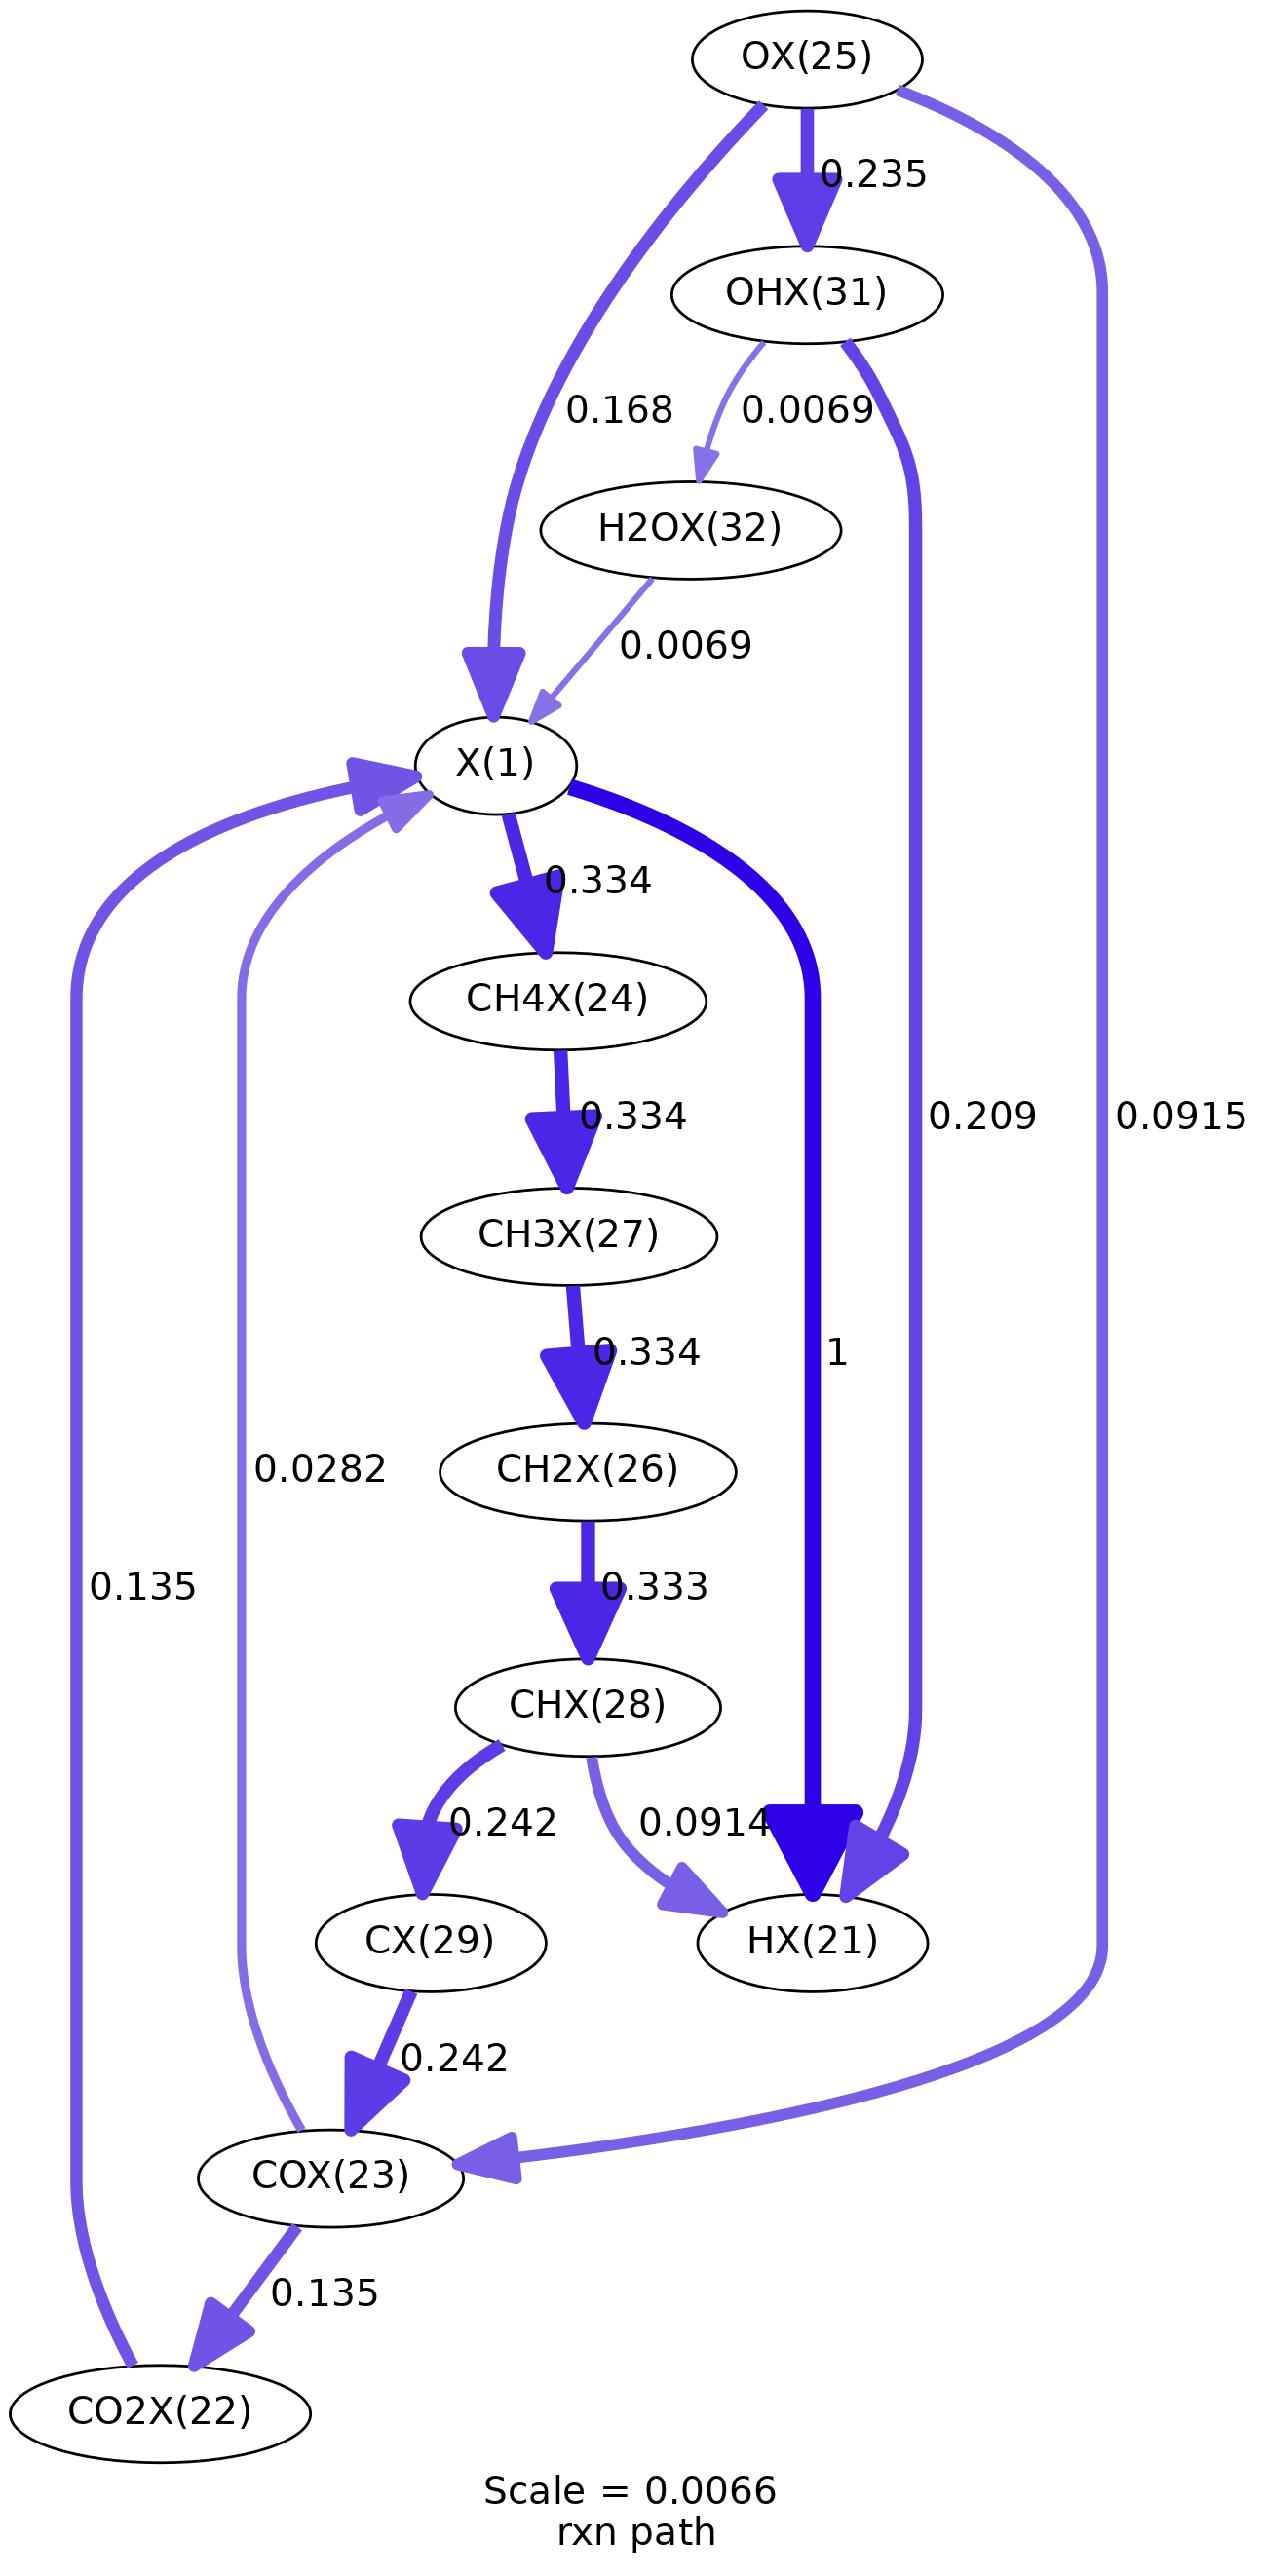 OX(25)
0.235
OHX(31)
0.168
0.0069
H2OX(32)
0.0069
X(1)
0.334
CH4X(24)
0.334
0.209
0.0915
CH3X(27)
0.334
1
CH2X(26)
0.0282
0.333
0.135
CHX(28)
0.242
0.0914
CX(29)
HX(21)
0.242
COX(23)
0.135
CO2X(22)
Scale = 0.0066
rxn path